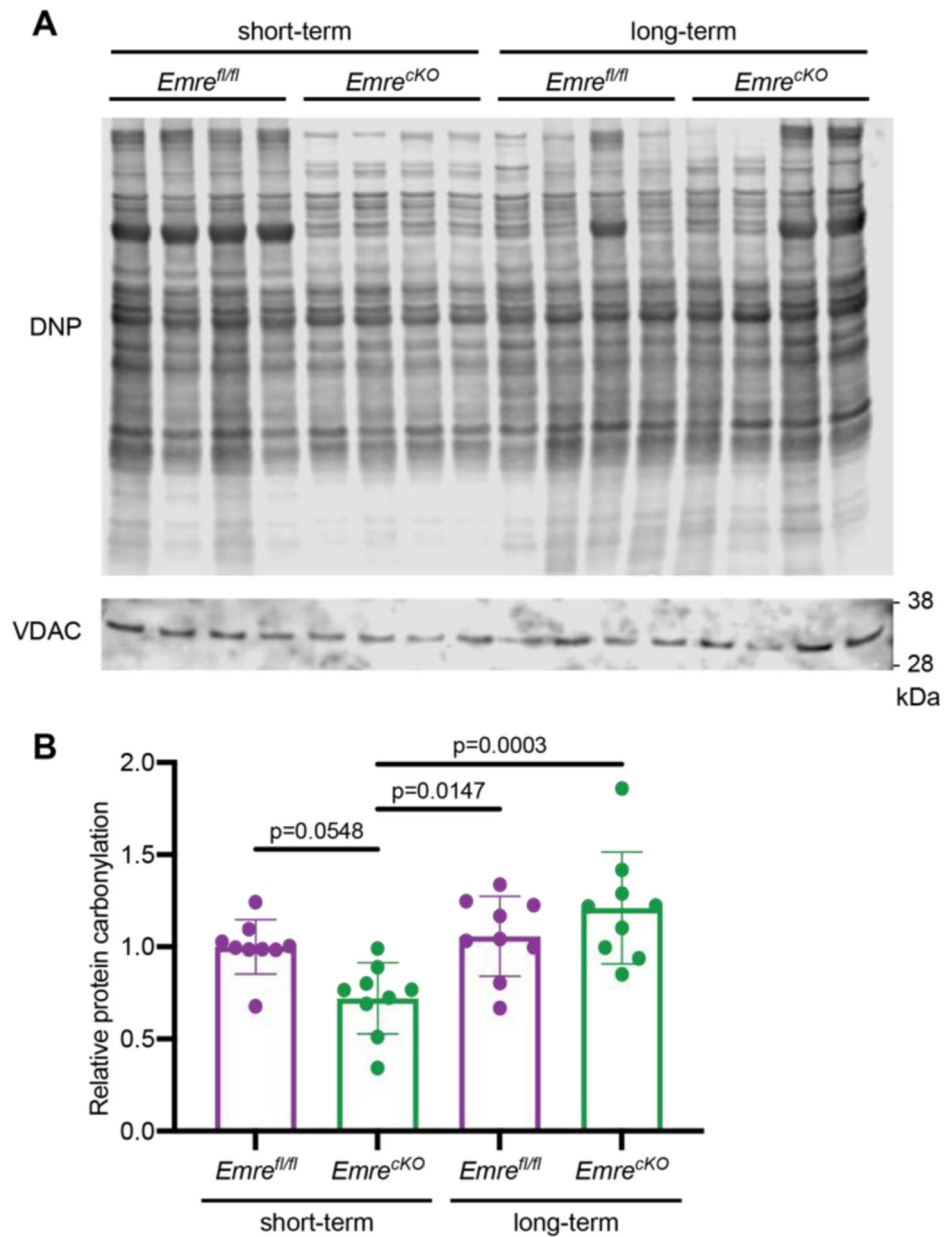 A
short-term long-term
Emre^fl/fl Emre^cKO Emre^fl/fl Emre^cKO
DNP
VDAC
38
28
kDa
B
p=0.0003
p=0.0147
p=0.0548
Relative protein carbonylation
2.0
1.5
1.0
0.5
0.0
Emre^fl/fl Emre^cKO Emre^fl/fl Emre^cKO
short-term long-term